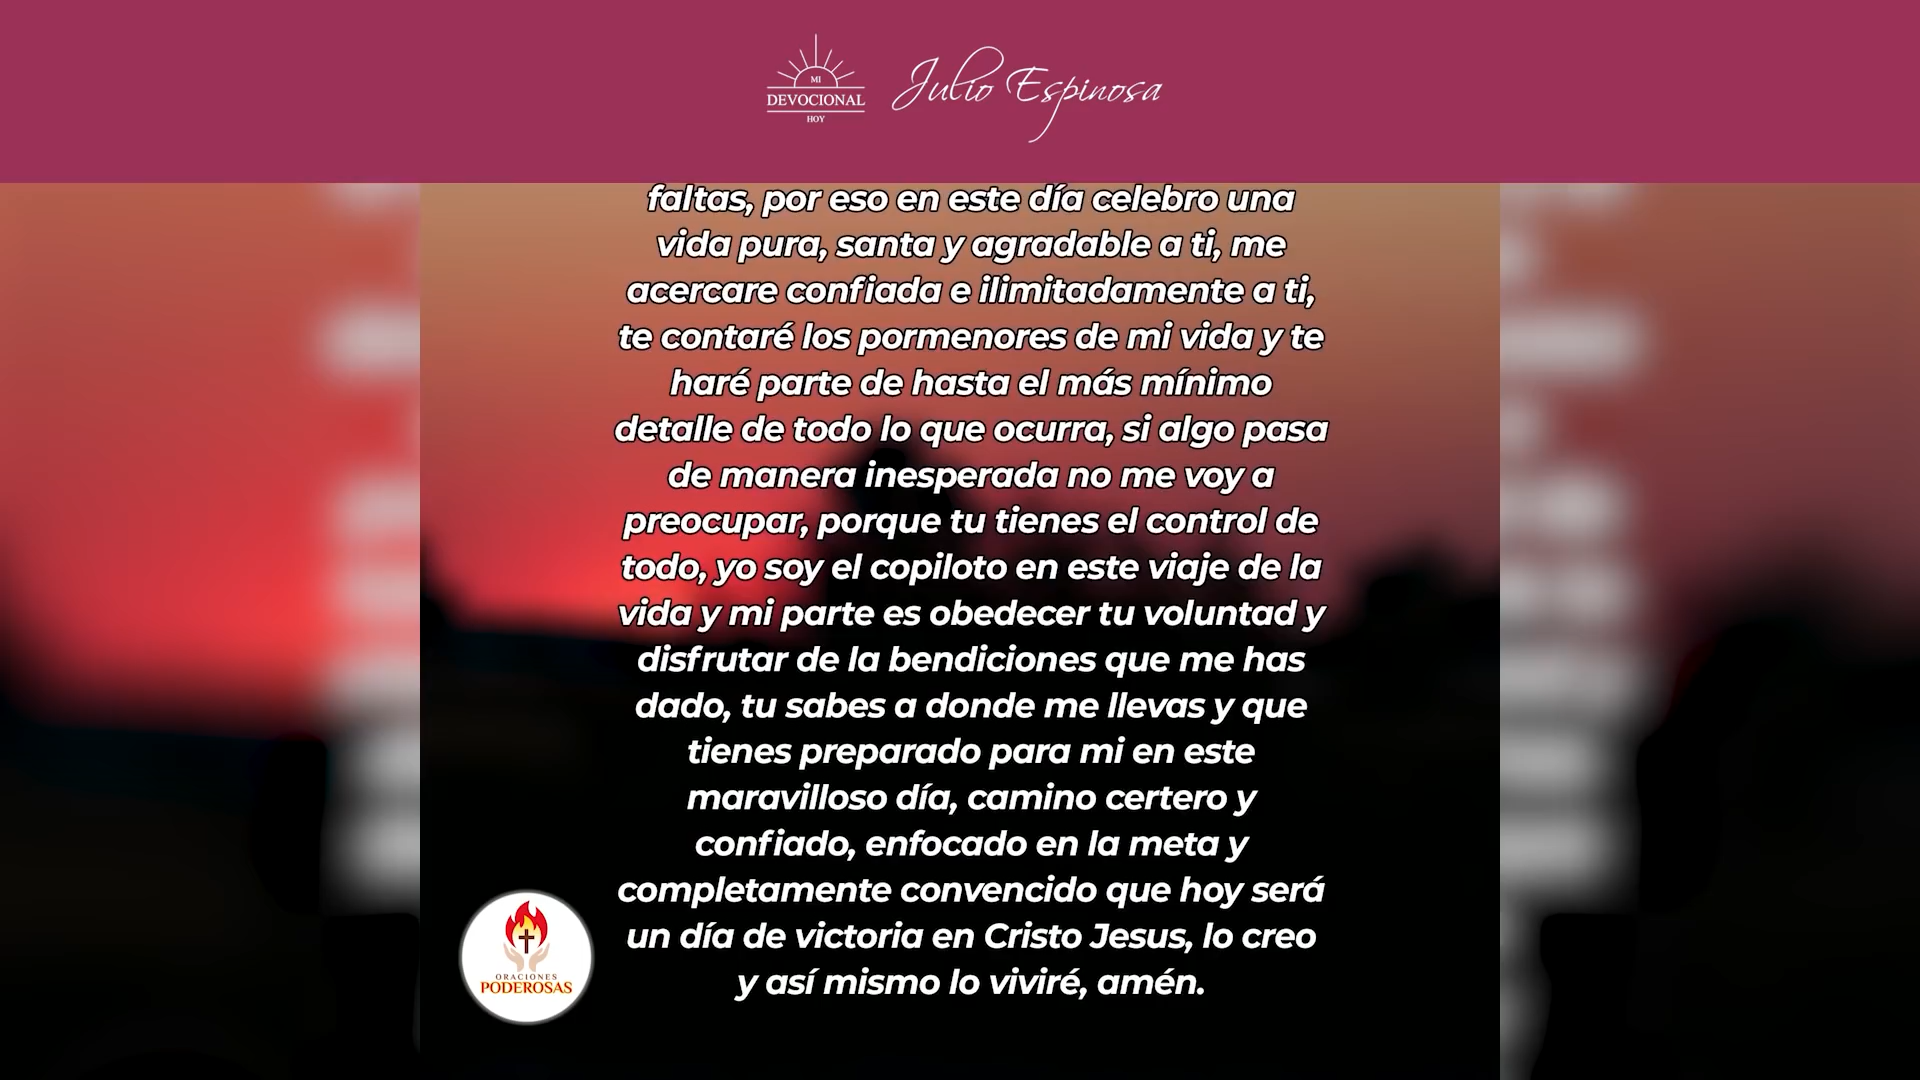 MI
DEVOCIONAL
HOY
Julio Espinosa
faltas, por eso en este día celebro una
vida pura, santa y agradable a ti, me
acercare confiada e ilimitadamente a ti,
te contaré los pormenores de mi vida y te
haré parte de hasta el más mínimo
detalle de todo lo que ocurra, si algo pasa
de manera inesperada no me voy a
preocupar, porque tu tienes el control de
todo, yo soy el copiloto en este viaje de la
vida y mi parte es obedecer tu voluntad y
disfrutar de la bendiciones que me has
dado, tu sabes a donde me llevas y que
tienes preparado para mi en este
maravilloso día, camino certero y
confiado, enfocado en la meta y
completamente convencido que hoy será
un día de victoria en Cristo Jesus, lo creo
y así mismo lo viviré, amén.
ORACIONES
PODEROSAS